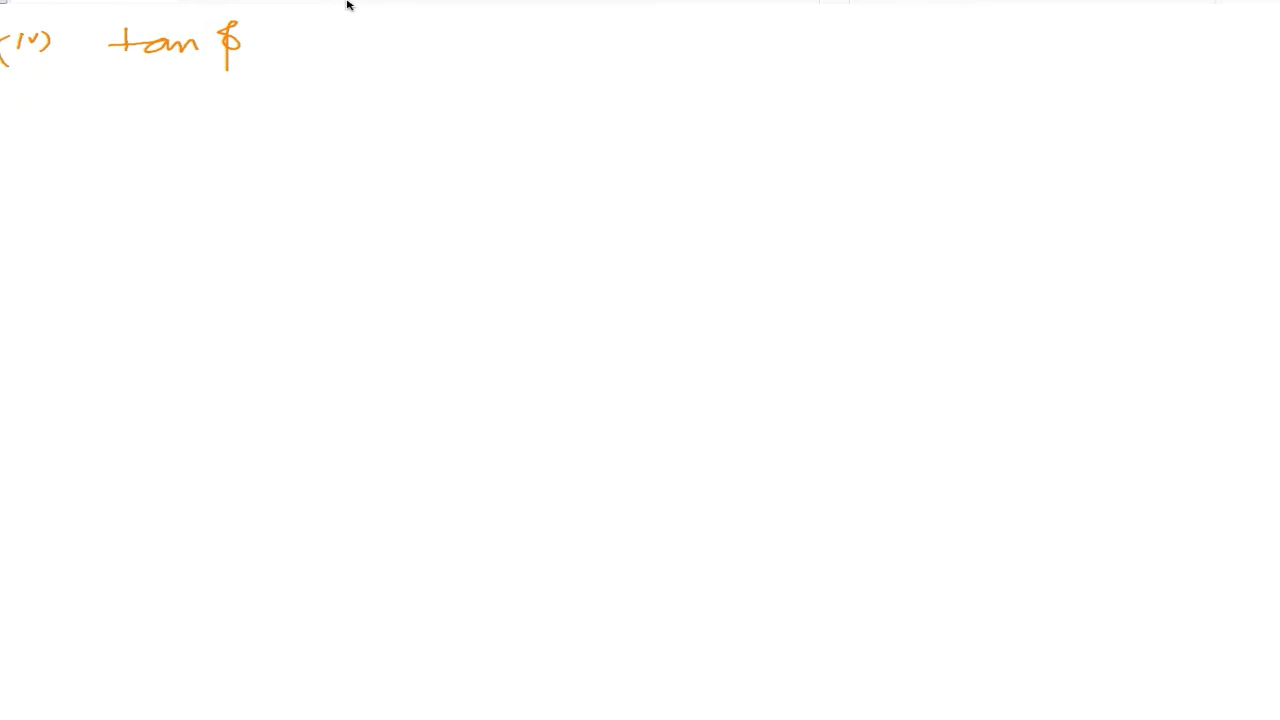 (iv) tan ϕ